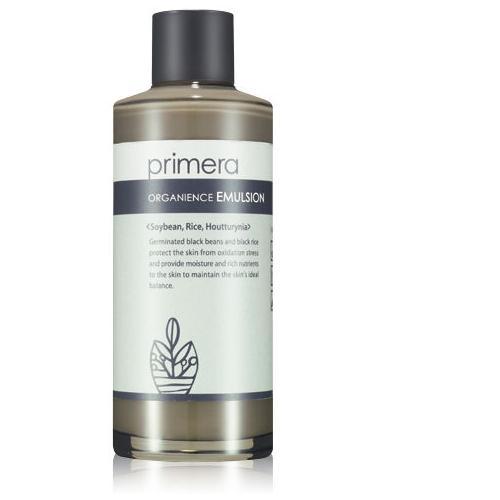 primera
ORGANIENCE EMULSION
<Soybean, Rice, Houtturynia>
Germinated black beans and black rice
protect the skin from oxidation stress
and provide moisture and rich nutrients
to the skin to maintain the skin's ideal
balance.